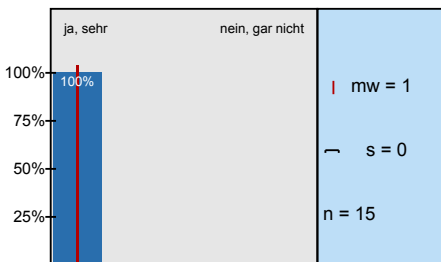 ja, sehr nein, gar nicht
100%
100%
75%
50%
25%
mw = 1
s = 0
n = 15